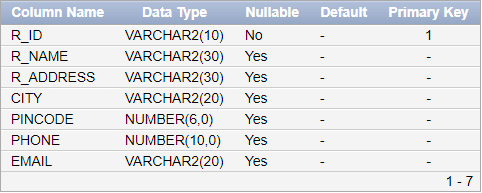 Column Name Data Type Nullable Default Primary Key
R_ID VARCHAR2(10) No - 1
R_NAME VARCHAR2(30) Yes - -
R_ADDRESS VARCHAR2(30) Yes - -
CITY VARCHAR2(20) Yes - -
PINCODE NUMBER(6,0) Yes - -
PHONE NUMBER(10,0) Yes - -
EMAIL VARCHAR2(20) Yes - -
1 - 7